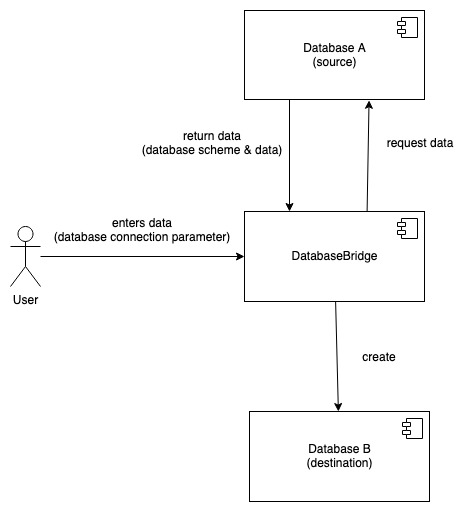 Database A
(source)
return data
(database scheme & data)
request data
enters data
(database connection parameter)
DatabaseBridge
User
create
Database B
(destination)